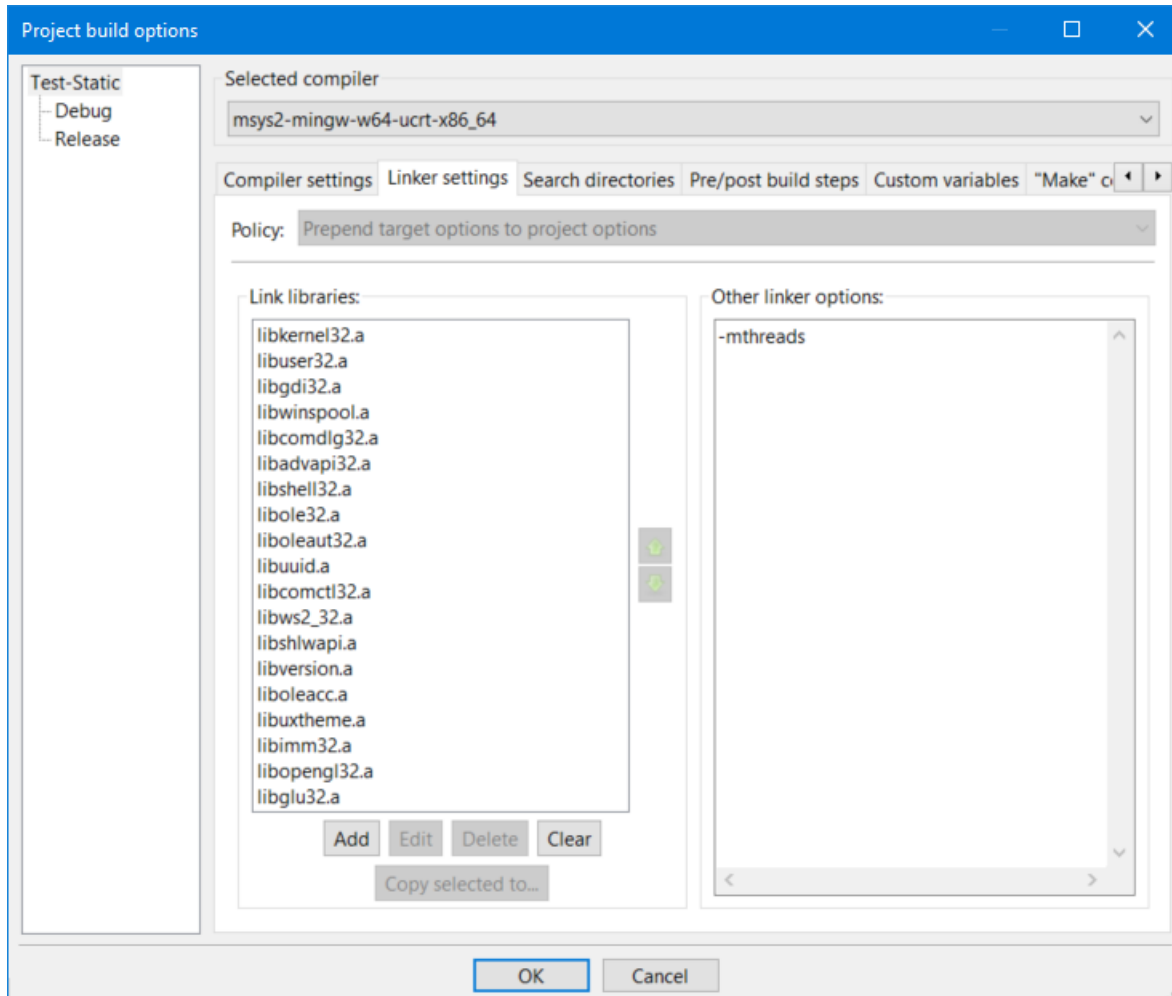 Project build options
Test-Static
Debug
Release
Selected compiler
msys2-mingw-w64-ucrt-x86_64
Compiler settings Linker settings Search directories Pre/post build steps Custom variables "Make" c
Policy: Prepend target options to project options
Link libraries:
libkernel32.a
libuser32.a
libgdi32.a
libwinspool.a
libcomdlg32.a
libadvapi32.a
libshell32.a
libole32.a
liboleaut32.a
libuuid.a
libcomctl32.a
libws2_32.a
libshlwapi.a
libversion.a
liboleacc.a
libuxtheme.a
libimm32.a
libopengl32.a
libglu32.a
Add Edit Delete Clear
Copy selected to...
Other linker options:
-mthreads
OK Cancel